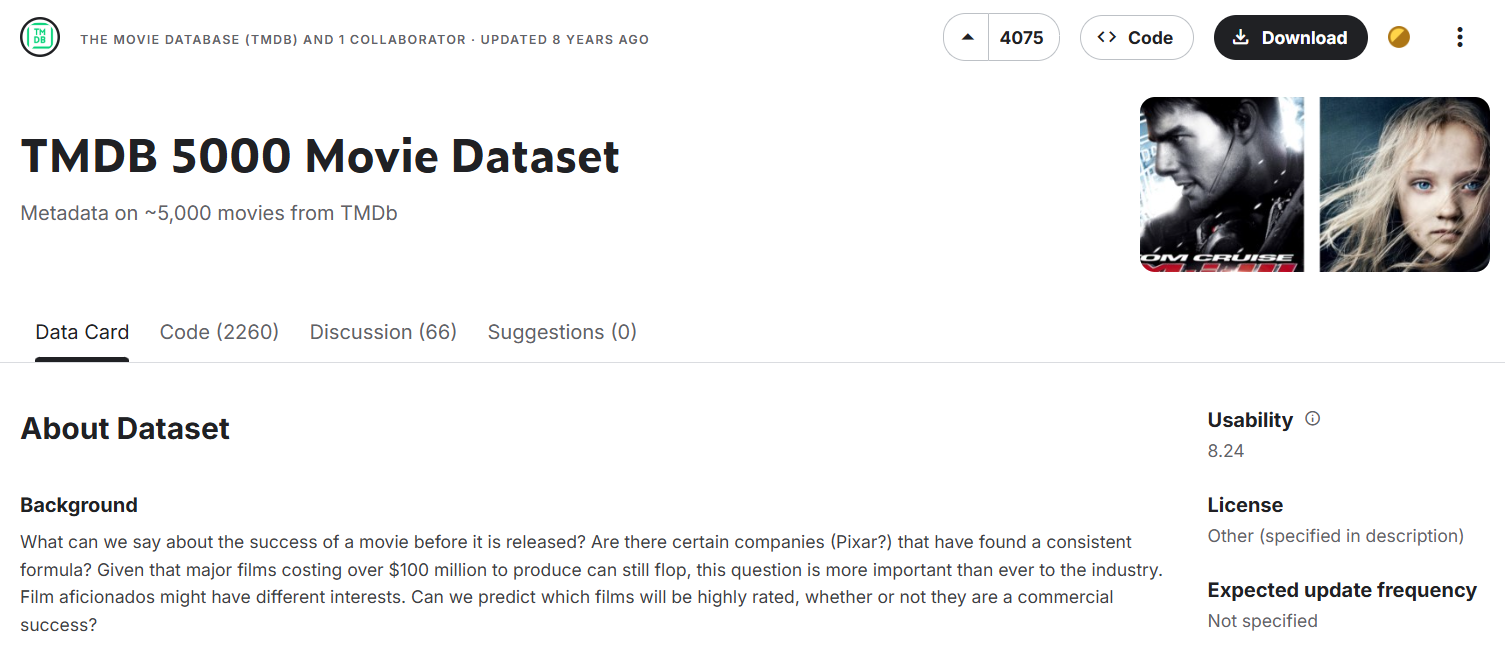 TM
DB
THE MOVIE DATABASE (TMDB) AND 1 COLLABORATOR · UPDATED 8 YEARS AGO
4075
<> Code
Download
TMDB 5000 Movie Dataset
Metadata on ~5,000 movies from TMDb
OM CRUISE
Data Card
Code (2260)
Discussion (66)
Suggestions (0)
About Dataset
Background
What can we say about the success of a movie before it is released? Are there certain companies (Pixar?) that have found a consistent
formula? Given that major films costing over $100 million to produce can still flop, this question is more important than ever to the industry.
Film aficionados might have different interests. Can we predict which films will be highly rated, whether or not they are a commercial
success?
Usability
8.24
License
Other (specified in description)
Expected update frequency
Not specified